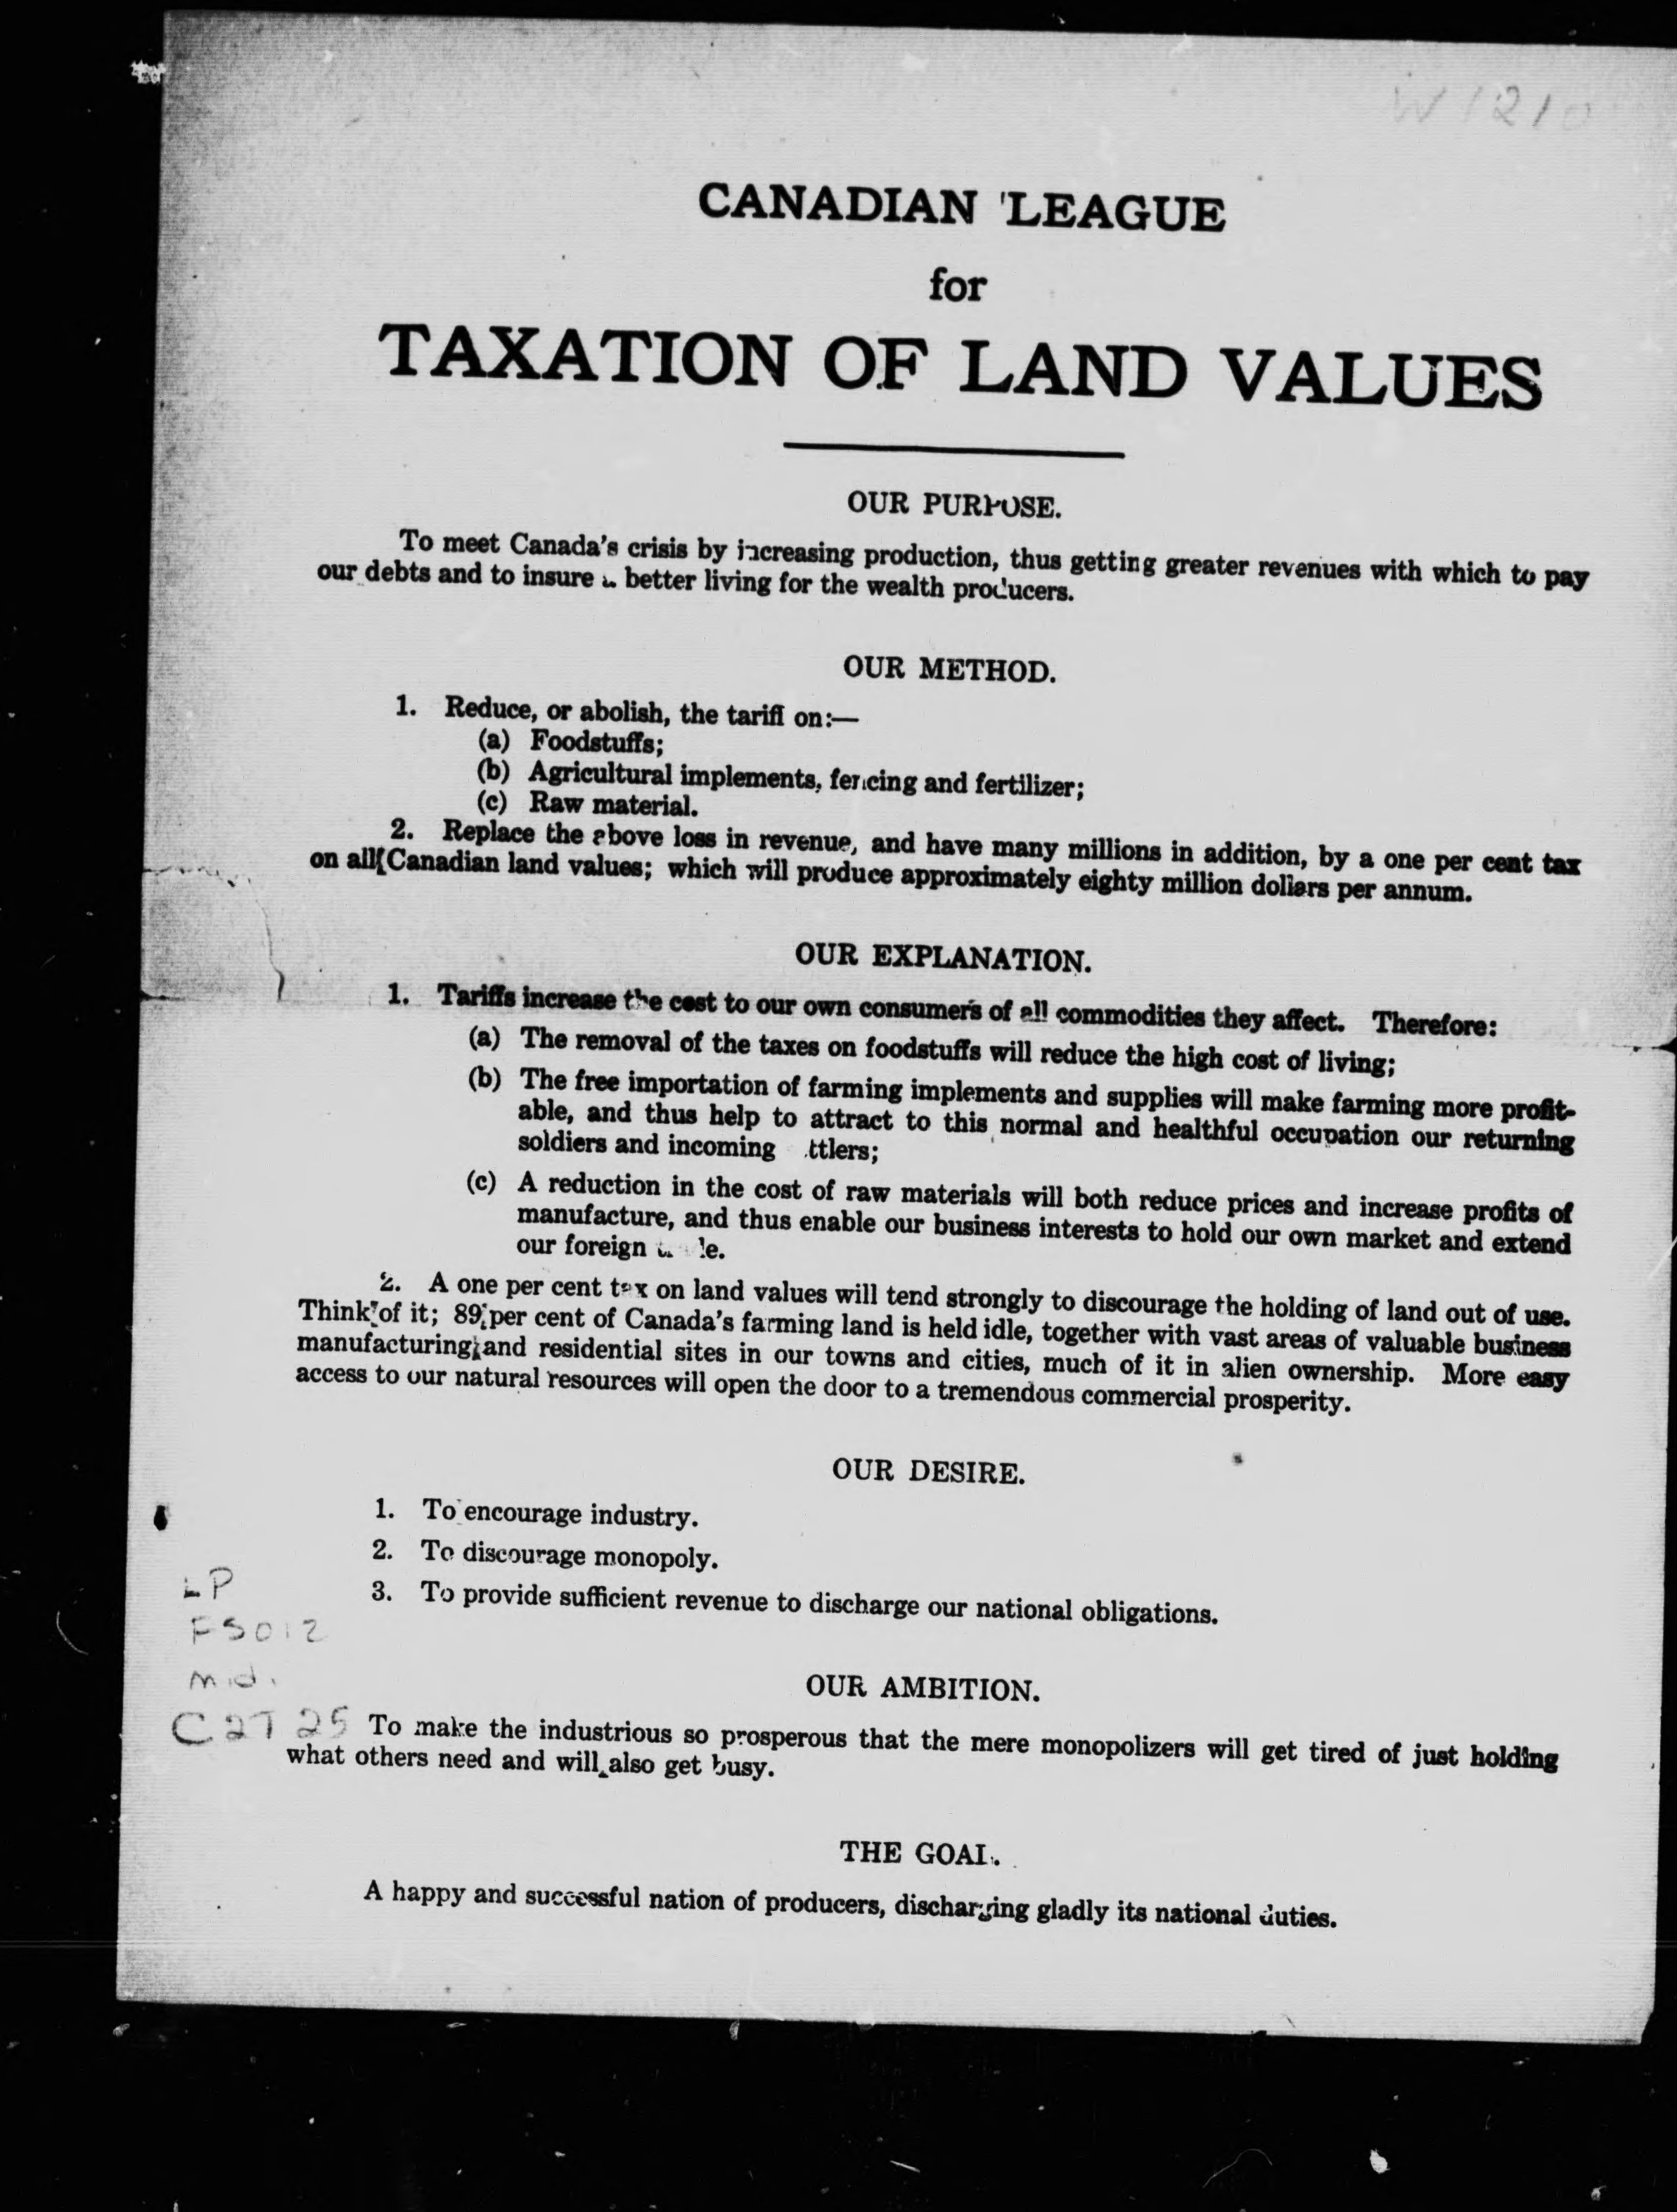 W1210
CANADIAN LEAGUE
for
TAXATION OF LAND VALUES
OUR PURPOSE.
To meet Canada's crisis by increasing production, thus getting greater revenues with which to pay
our debts and to insure a better living for the wealth producers.
OUR METHOD.
1. Reduce, or abolish, the tariff on:—
(a) Foodstuffs;
(b) Agricultural implements, fencing and fertilizer;
(c) Raw material.
2. Replace the above loss in revenue, and have many millions in addition, by a one per cent tax
on all Canadian land values; which will produce approximately eighty million dollars per annum.
OUR EXPLANATION.
1. Tariffs increase the cost to our own consumers of all commodities they affect. Therefore:
(a) The removal of the taxes on foodstuffs will reduce the high cost of living;
(b) The free importation of farming implements and supplies will make farming more profit-
able, and thus help to attract to this normal and healthful occupation our returning
soldiers and incoming ttlers;
(c) A reduction in the cost of raw materials will both reduce prices and increase profits of
manufacture, and thus enable our business interests to hold our own market and extend
our foreign
2. A one per cent tax on land values will tend strongly to discourage the holding of land out of use.
Think of it; 89 per cent of Canada's farming land is held idle, together with vast areas of valuable business
manufacturing and residential sites in our towns and cities, much of it in alien ownership. More easy
access to our natural resources will open the door to a tremendous commercial prosperity.
OUR DESIRE.
1. To encourage industry.
2. To discourage monopoly.
3. To provide sufficient revenue to discharge our national obligations.
LP
F5012
n.d.
C2T25
OUR AMBITION.
To make the industrious so prosperous that the mere monopolizers will get tired of just holding
what others need and will also get busy.
THE GOAL.
A happy and successful nation of producers, discharging gladly its national duties.